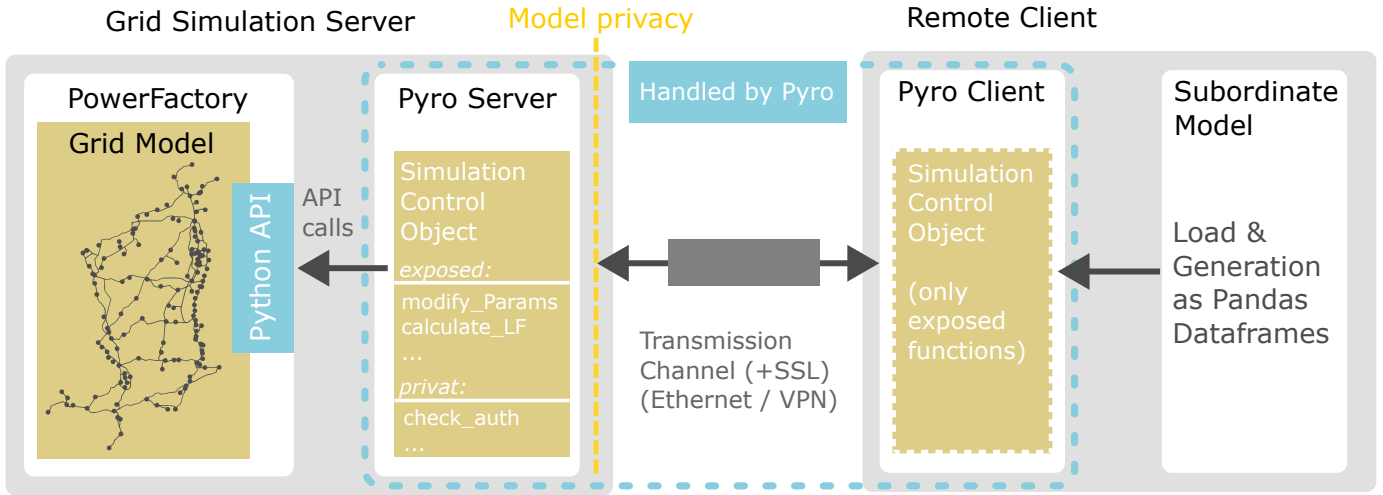 Grid Simulation Server
Model privacy
Remote Client
PowerFactory
Grid Model
Python API
API
calls
Pyro Server
Simulation
Control
Object
exposed:
modify_Params
calculate_LF
...
privat:
check_auth
...
Handled by Pyro
Transmission
Channel (+SSL)
(Ethernet / VPN)
Pyro Client
Simulation
Control
Object
(only
exposed
functions)
Subordinate
Model
Load &
Generation
as Pandas
Dataframes